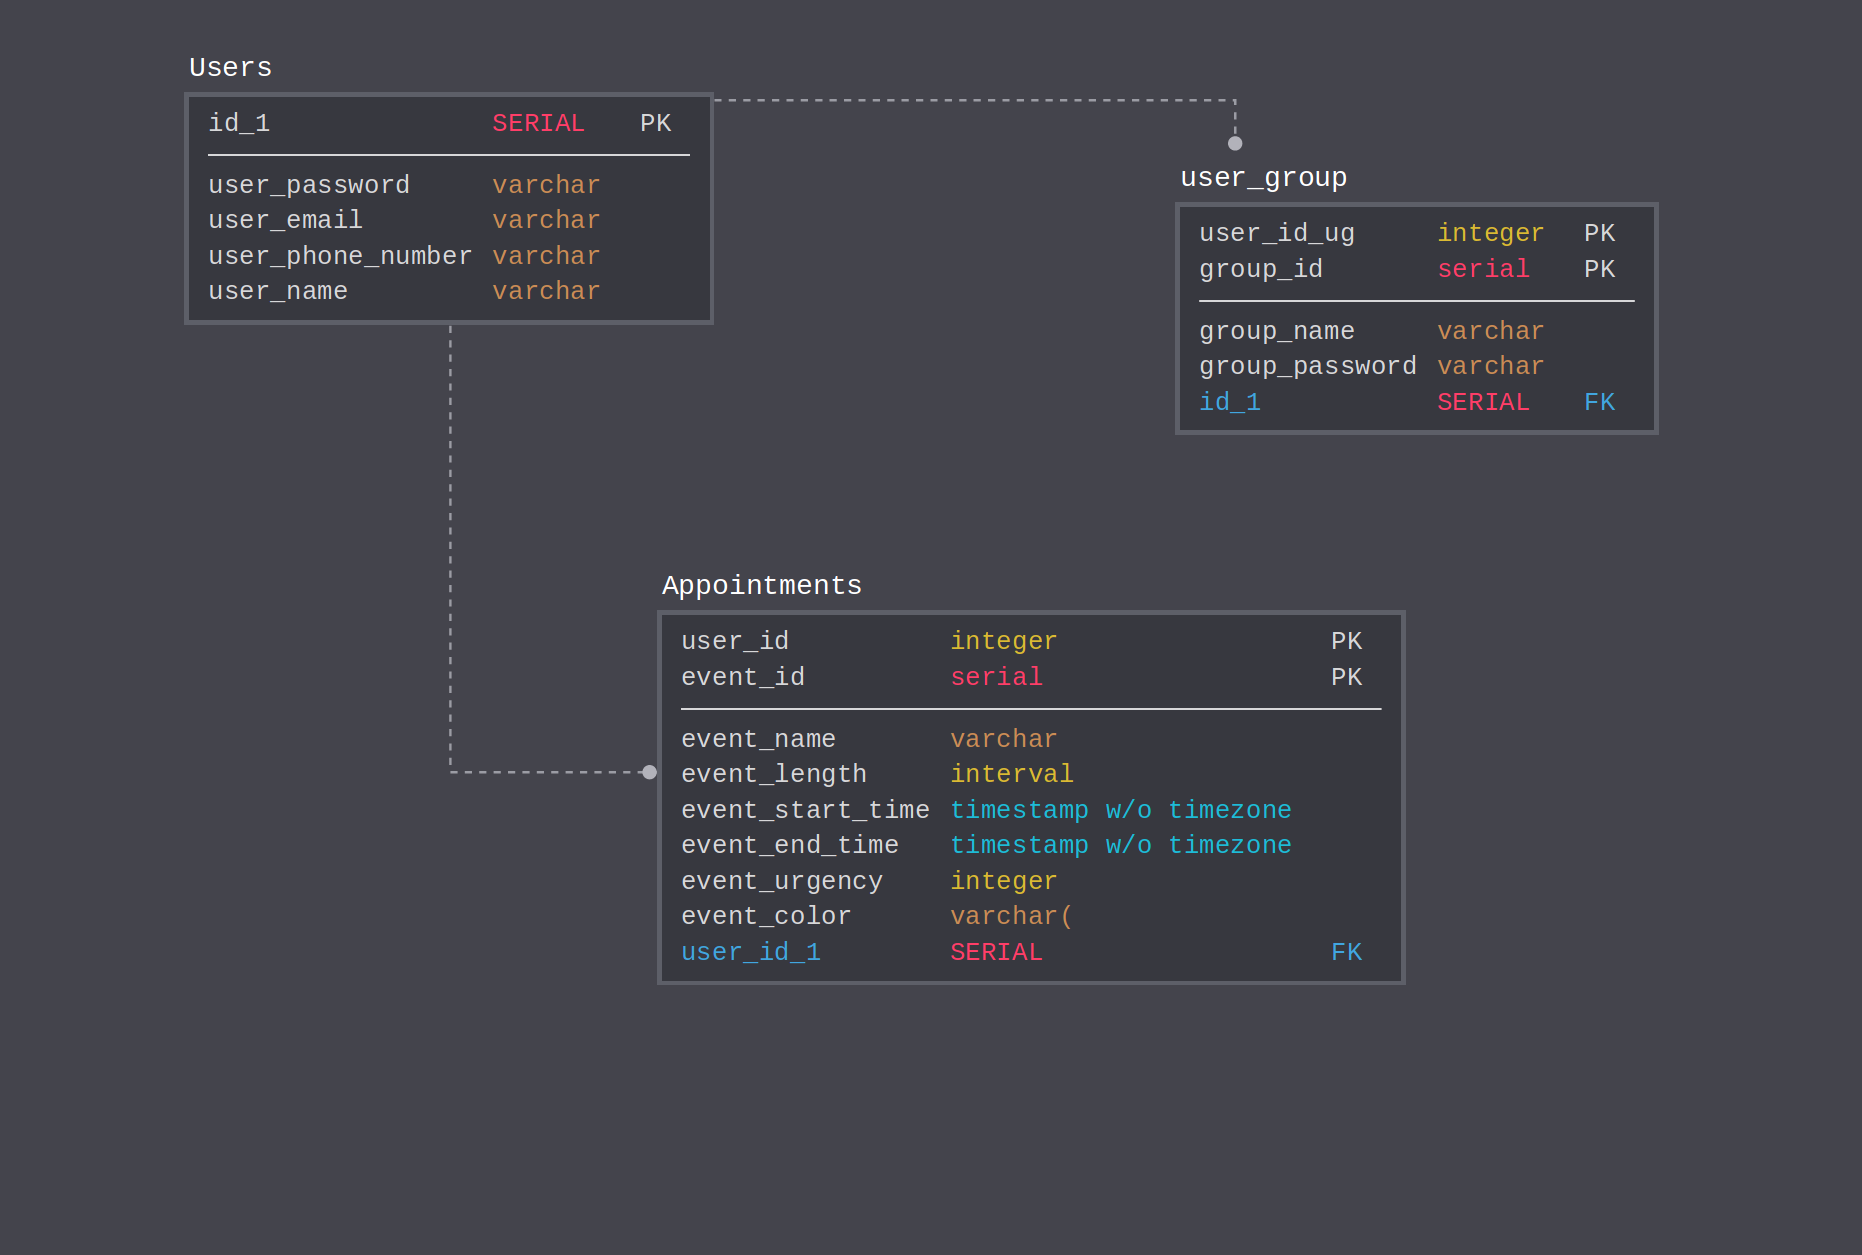 Users
id_1 SERIAL PK
user_password varchar
user_email varchar
user_phone_number varchar
user_name varchar
user_group
user_id_ug integer PK
group_id serial PK
group_name varchar
group_password varchar
id_1 SERIAL FK
Appointments
user_id integer PK
event_id serial PK
event_name varchar
event_length interval
event_start_time timestamp w/o timezone
event_end_time timestamp w/o timezone
event_urgency integer
event_color varchar(
user_id_1 SERIAL FK